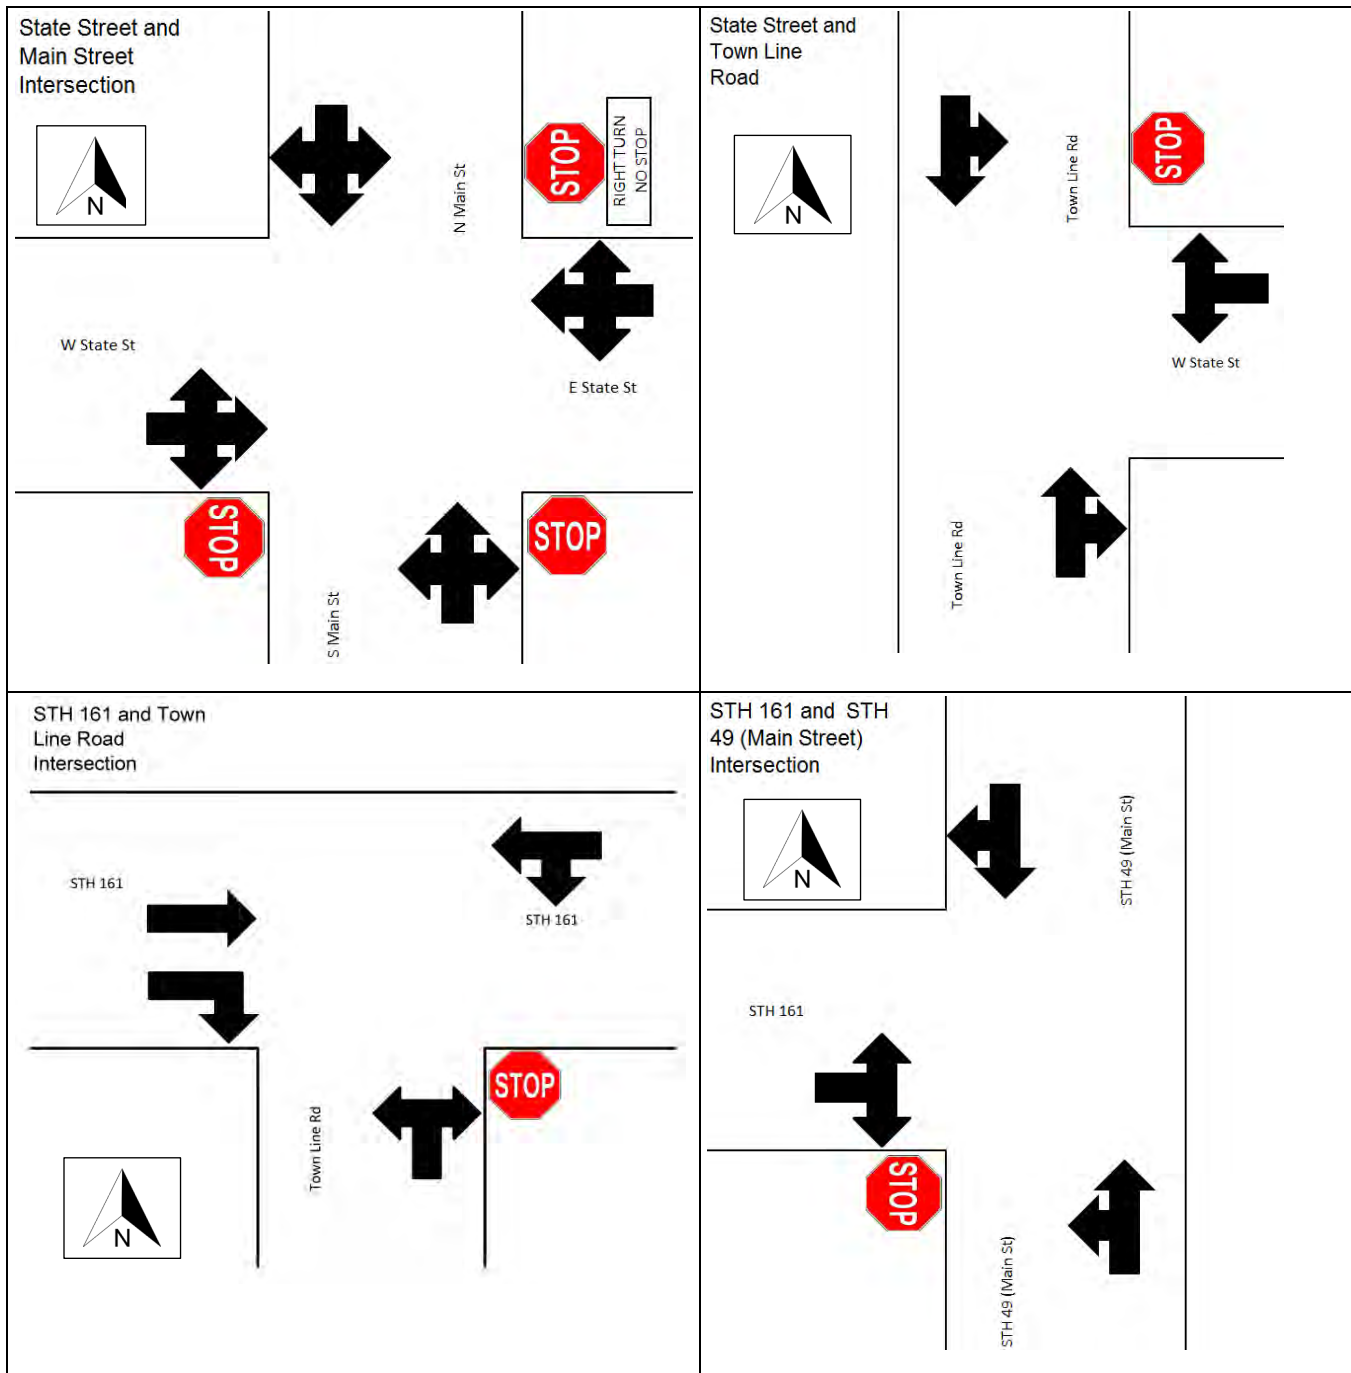 State Street and
Main Street
Intersection
N
N Main St
STOP
RIGHT TURN
NO STOP
W State St
E State St
STOP
STOP
S Main St
State Street and
Town Line
Road
N
Town Line Rd
STOP
W State St
Town Line Rd
STH 161 and Town
Line Road
Intersection
STH 161
STH 161
STOP
Town Line Rd
N
STH 161 and STH
49 (Main Street)
Intersection
N
STH 49 (Main St)
STH 161
STOP
STH 49 (Main St)